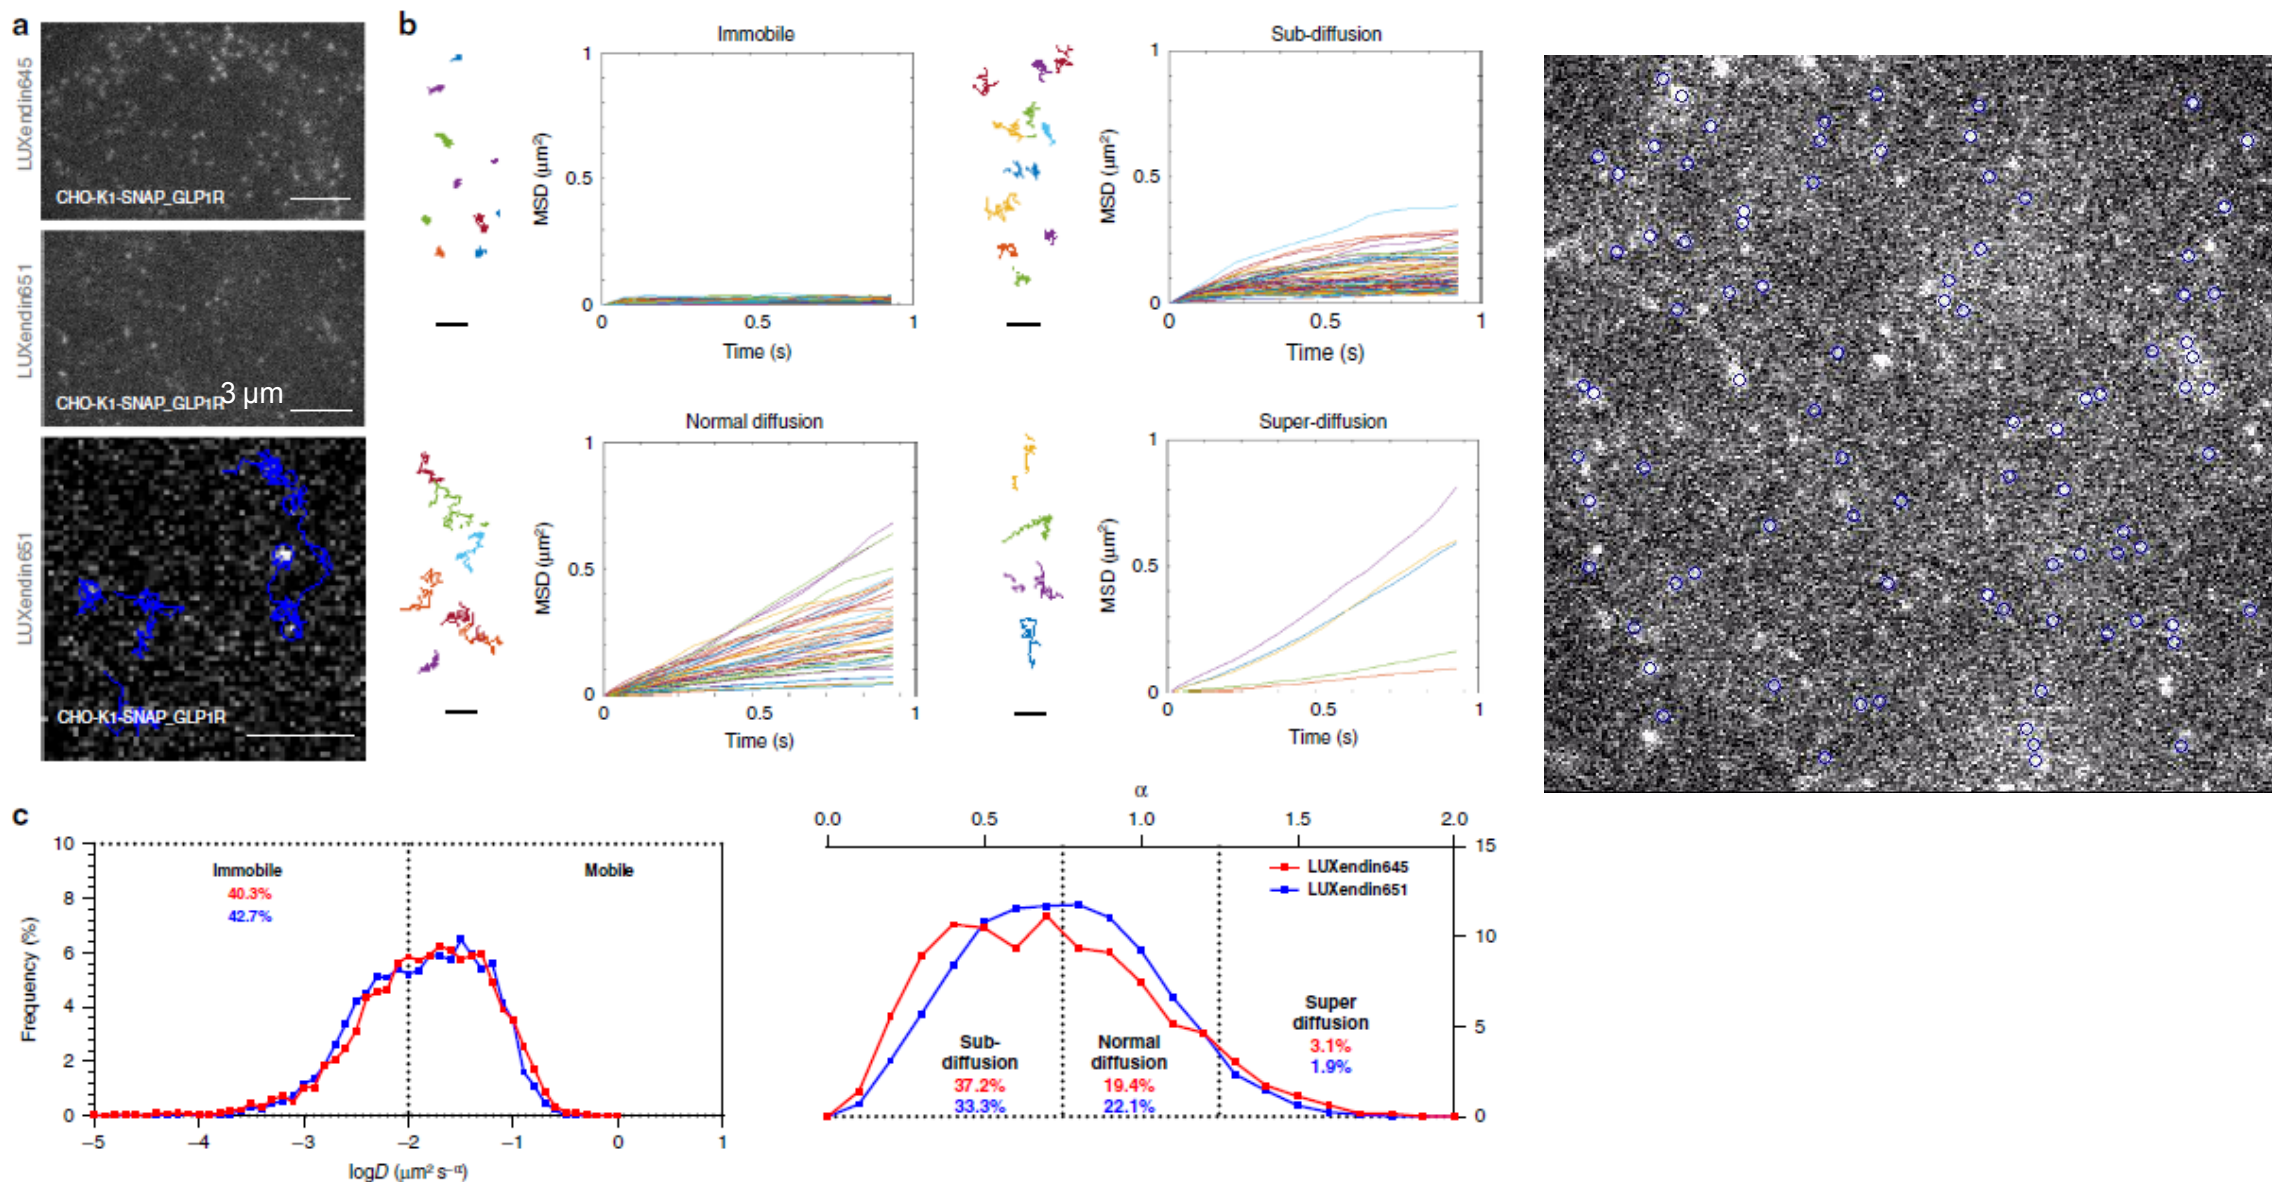 a
LUXendin645
CHO-K1-SNAP_GLP1R
LUXendin651
CHO-K1-SNAP_GLP1R
3 µm
LUXendin651
CHO-K1-SNAP_GLP1R
b
Immobile
1
0.5
0
MSD (µm²)
0 0.5 1
Time (s)
Sub-diffusion
1
0.5
0
MSD (µm²)
0 0.5 1
Time (s)
Normal diffusion
1
0.5
0
MSD (µm²)
0 0.5 1
Time (s)
Super-diffusion
1
0.5
0
MSD (µm²)
0 0.5 1
Time (s)
c
10
8
6
4
2
0
Frequency (%)
Immobile
40.3%
42.7%
Mobile
−5 −4 −3 −2 −1 0 1
logD (µm² s⁻ᵅ)
α
0.0 0.5 1.0 1.5 2.0
15
10
5
0
LUXendin645
LUXendin651
Sub-
diffusion
37.2%
33.3%
Normal
diffusion
19.4%
22.1%
Super
diffusion
3.1%
1.9%